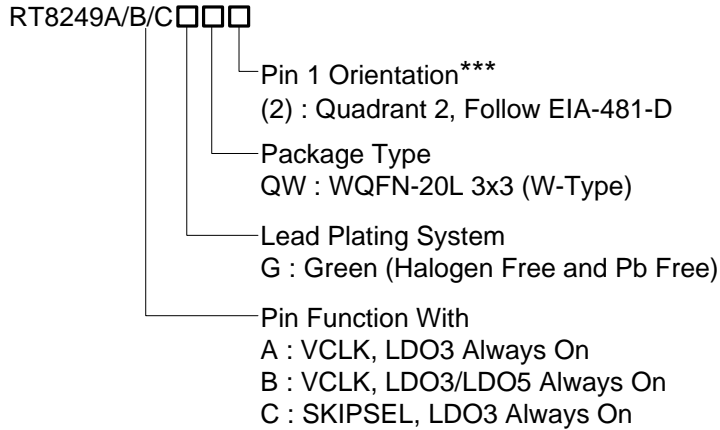 RT8249A/B/C□□□
Pin 1 Orientation***
(2) : Quadrant 2, Follow EIA-481-D
Package Type
QW : WQFN-20L 3x3 (W-Type)
Lead Plating System
G : Green (Halogen Free and Pb Free)
Pin Function With
A : VCLK, LDO3 Always On
B : VCLK, LDO3/LDO5 Always On
C : SKIPSEL, LDO3 Always On